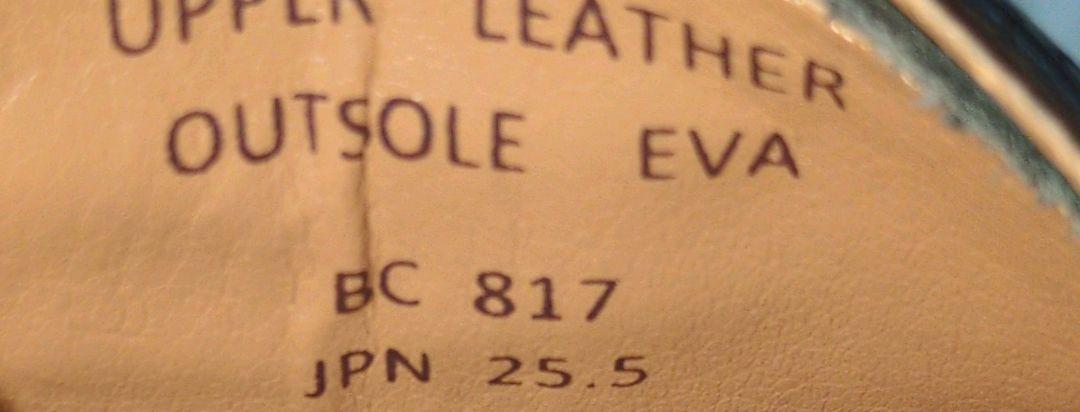 UPPER LEATHER
OUTSOLE EVA
BC 817
JPN 25.5